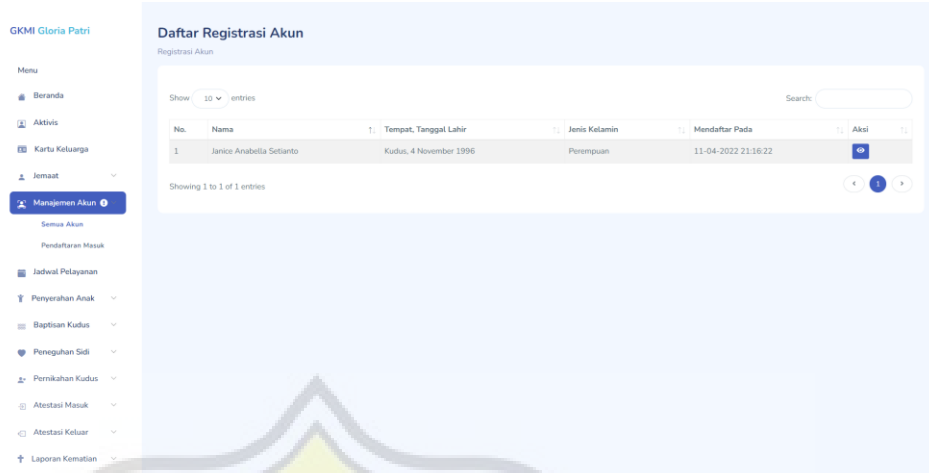 GKMI Gloria Patri
Menu
Beranda
Aktivis
Kartu Keluarga
Jemaat
Manajemen Akun
Semua Akun
Pendaftaran Masuk
Jadwal Pelayanan
Penyerahan Anak
Baptisan Kudus
Peneguhan Sidi
Pernikahan Kudus
Atestasi Masuk
Atestasi Keluar
Laporan Kematian
Daftar Registrasi Akun
Registrasi Akun
Show 10 entries Search:
No. Nama Tempat, Tanggal Lahir Jenis Kelamin Mendaftar Pada Aksi
1 Janice Anabella Setianto Kudus, 4 November 1996 Perempuan 11-04-2022 21:16:22
Showing 1 to 1 of 1 entries 1